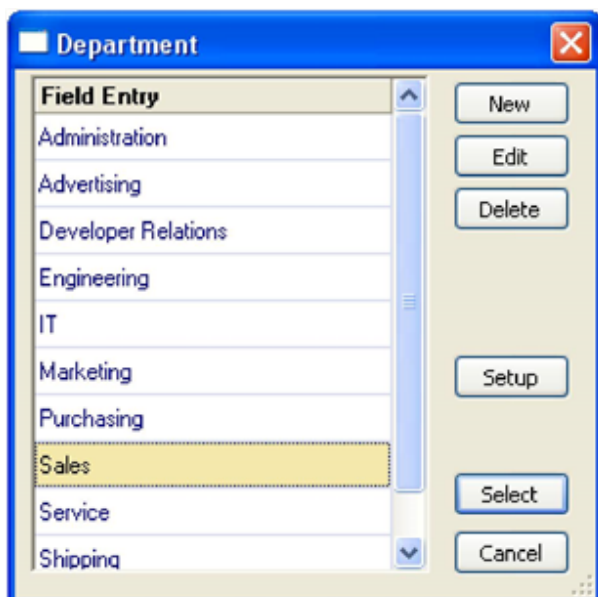 Department
Field Entry
Administration
Advertising
Developer Relations
Engineering
IT
Marketing
Purchasing
Sales
Service
Shipping
New
Edit
Delete
Setup
Select
Cancel